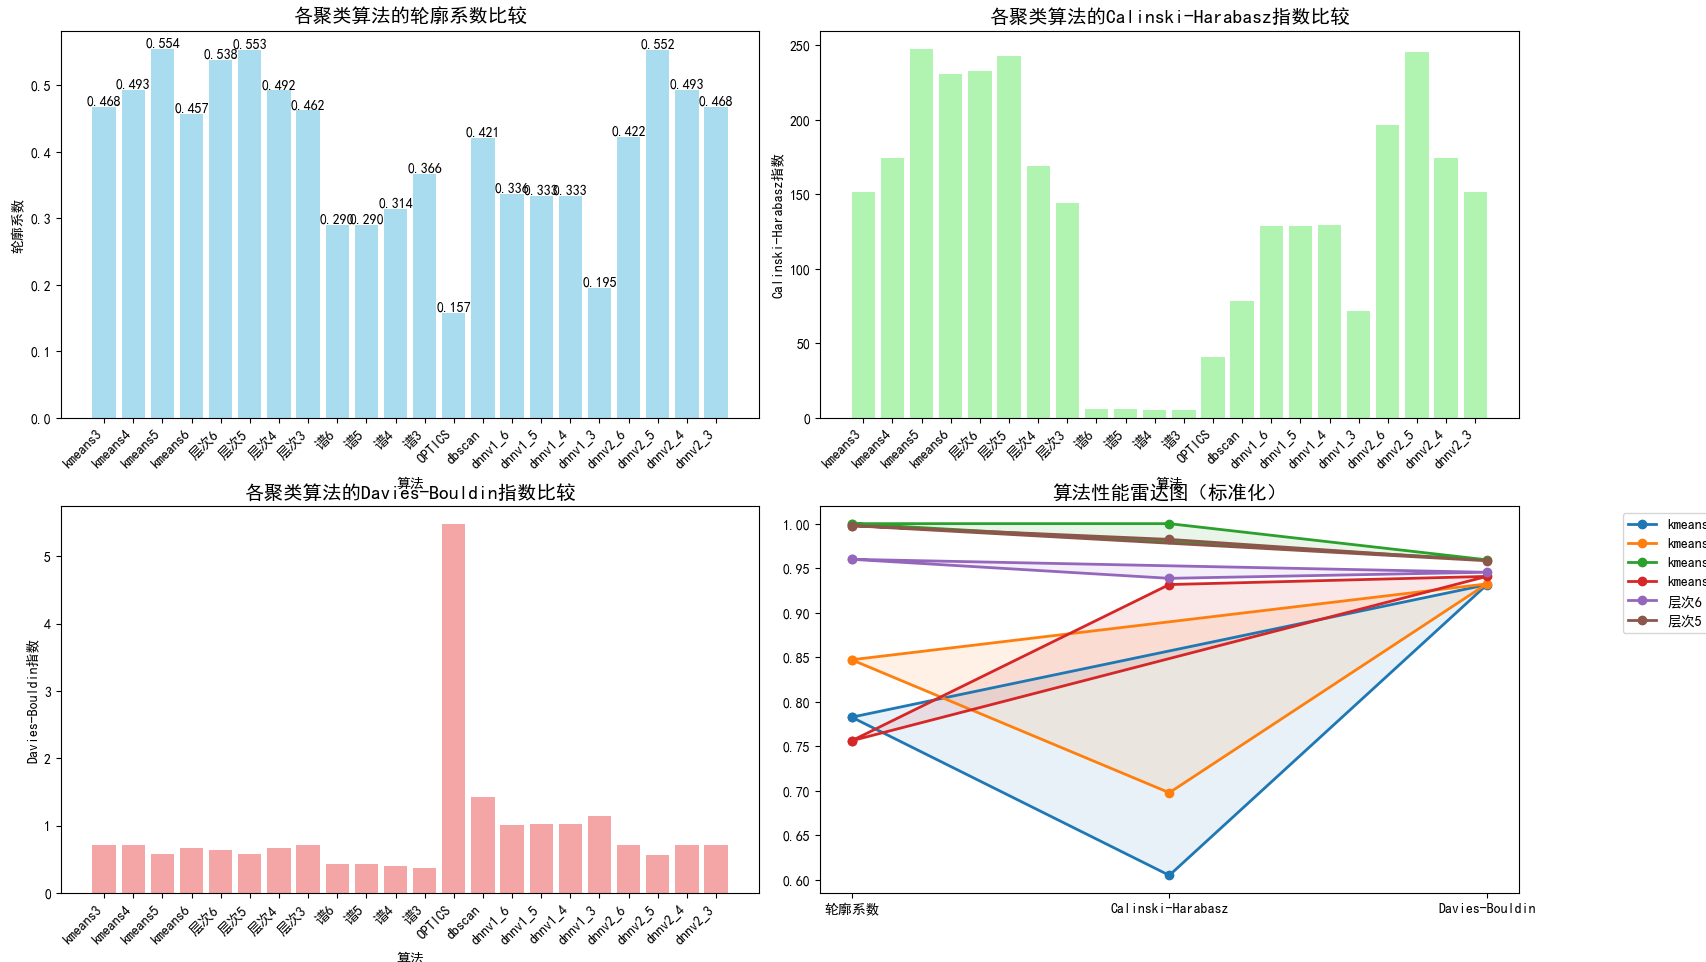 各聚类算法的轮廓系数比较
轮廓系数
0.5
0.4
0.3
0.2
0.1
0.0
0.468
0.493
0.554
0.457
0.538
0.553
0.492
0.462
0.290
0.290
0.314
0.366
0.157
0.421
0.336
0.333
0.333
0.195
0.422
0.552
0.493
0.468
kmeans3
kmeans4
kmeans5
kmeans6
层次6
层次5
层次4
层次3
谱6
谱5
谱4
谱3
OPTICS
dbscan
dnnv1_6
dnnv1_5
dnnv1_4
dnnv1_3
dnnv2_6
dnnv2_5
dnnv2_4
dnnv2_3
算法
各聚类算法的Calinski-Harabasz指数比较
Calinski-Harabasz指数
250
200
150
100
50
0
kmeans3
kmeans4
kmeans5
kmeans6
层次6
层次5
层次4
层次3
谱6
谱5
谱4
谱3
OPTICS
dbscan
dnnv1_6
dnnv1_5
dnnv1_4
dnnv1_3
dnnv2_6
dnnv2_5
dnnv2_4
dnnv2_3
算法
各聚类算法的Davies-Bouldin指数比较
Davies-Bouldin指数
5
4
3
2
1
0
kmeans3
kmeans4
kmeans5
kmeans6
层次6
层次5
层次4
层次3
谱6
谱5
谱4
谱3
OPTICS
dbscan
dnnv1_6
dnnv1_5
dnnv1_4
dnnv1_3
dnnv2_6
dnnv2_5
dnnv2_4
dnnv2_3
算法
算法性能雷达图（标准化）
1.00
0.95
0.90
0.85
0.80
0.75
0.70
0.65
0.60
轮廓系数
Calinski-Harabasz
Davies-Bouldin
kmeans
kmeans
kmeans
kmeans
层次6
层次5